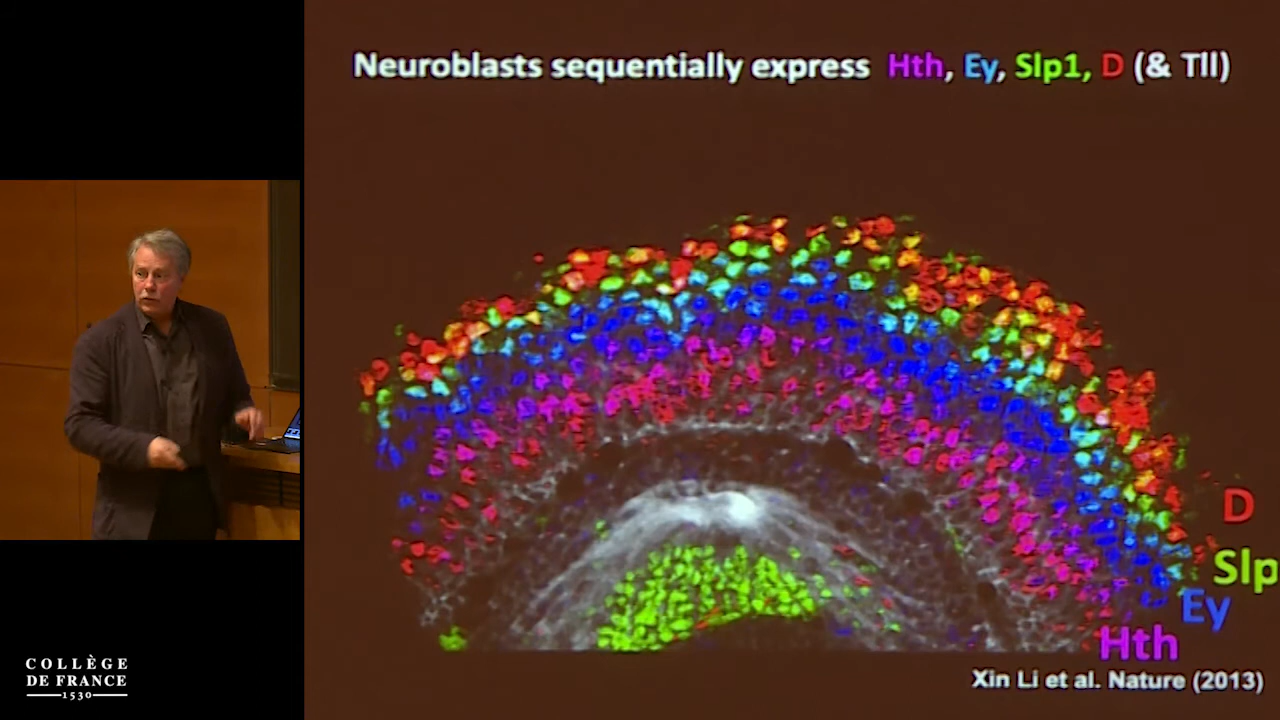 Neuroblasts sequentially express Hth, Ey, Slp1, D (& Tll)
D
Slp
Ey
Hth
Xin Li et al. Nature (2013)
COLLÈGE
DE FRANCE
1530